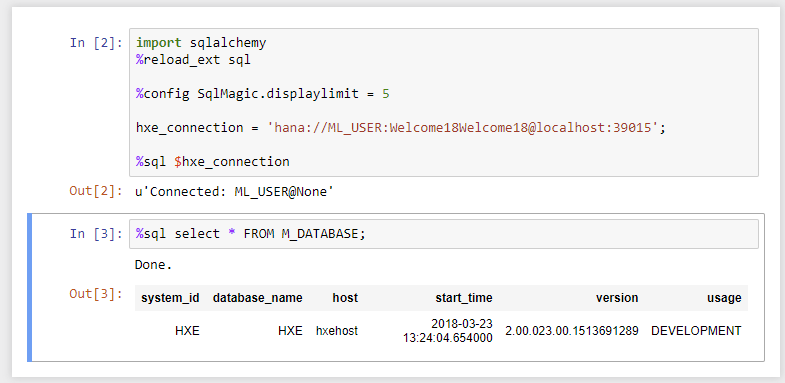 In [2]: import sqlalchemy
%reload_ext sql
%config SqlMagic.displaylimit = 5
hxe_connection = 'hana://ML_USER:Welcome18Welcome18@localhost:39015';
%sql $hxe_connection
Out[2]: u'Connected: ML_USER@None'
In [3]: %sql select * FROM M_DATABASE;
Done.
Out[3]: system_id database_name host start_time version usage
HXE HXE hxehost 2018-03-23 13:24:04.654000 2.00.023.00.1513691289 DEVELOPMENT